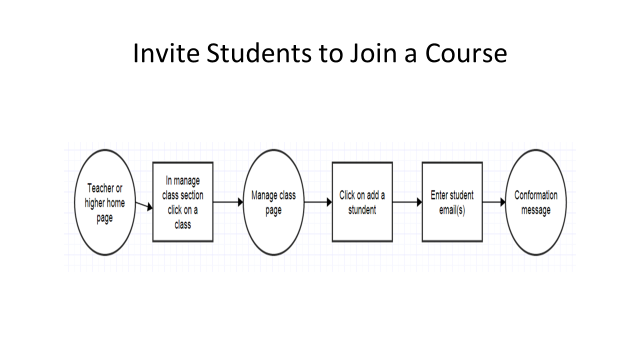 Invite Students to Join a Course
Teacher or
higher home
page
In manage
class section
click on a
class
Manage class
page
Click on add a
stundent
Enter student
email(s)
Conformation
message